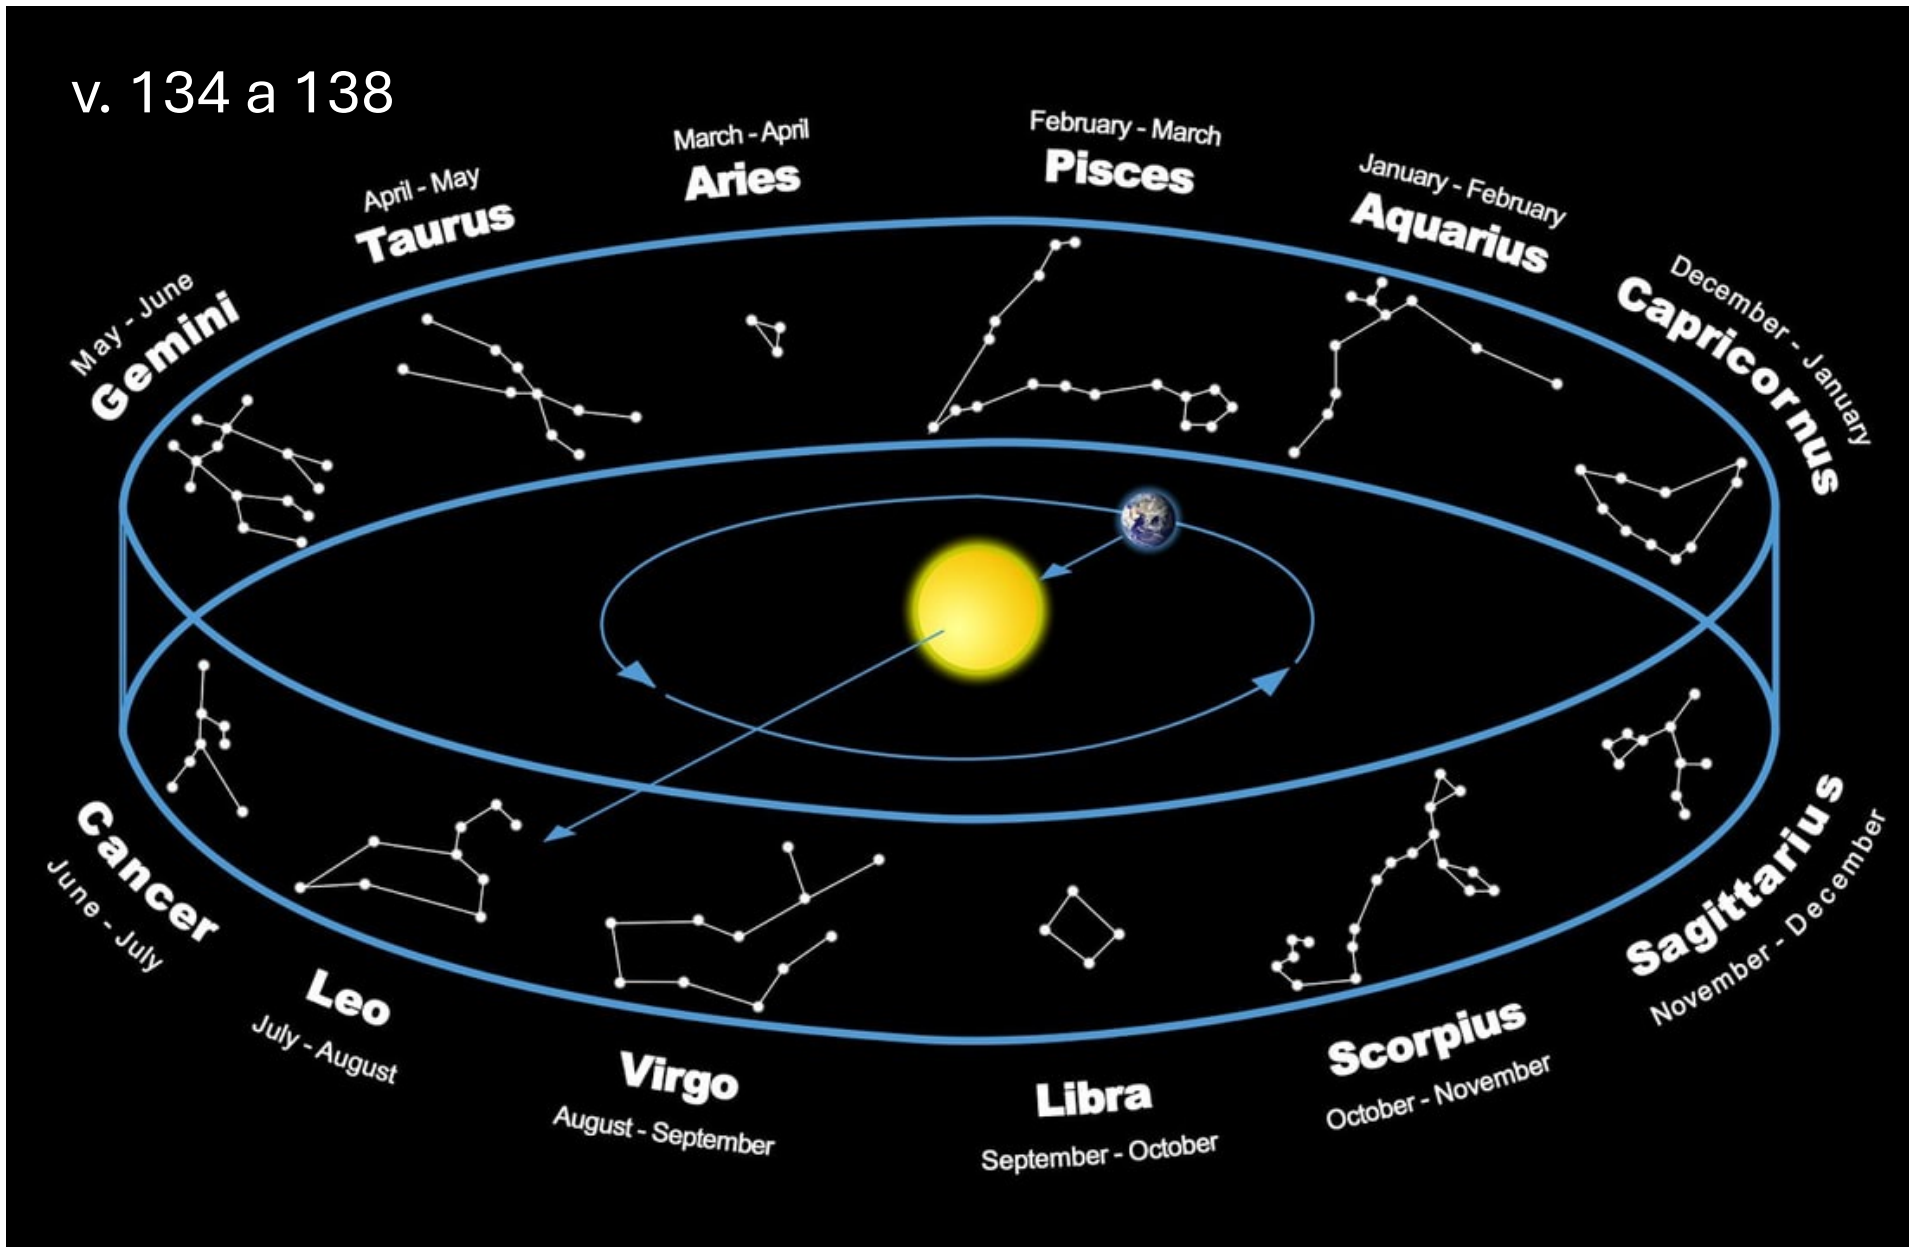 v. 134 a 138
February - March
Pisces
March - April
Aries
January - February
Aquarius
April - May
Taurus
December - January
Capricornus
May - June
Gemini
Cancer
June - July
Sagittarius
November - December
Leo
July - August
Scorpius
October - November
Virgo
August - September
Libra
September - October